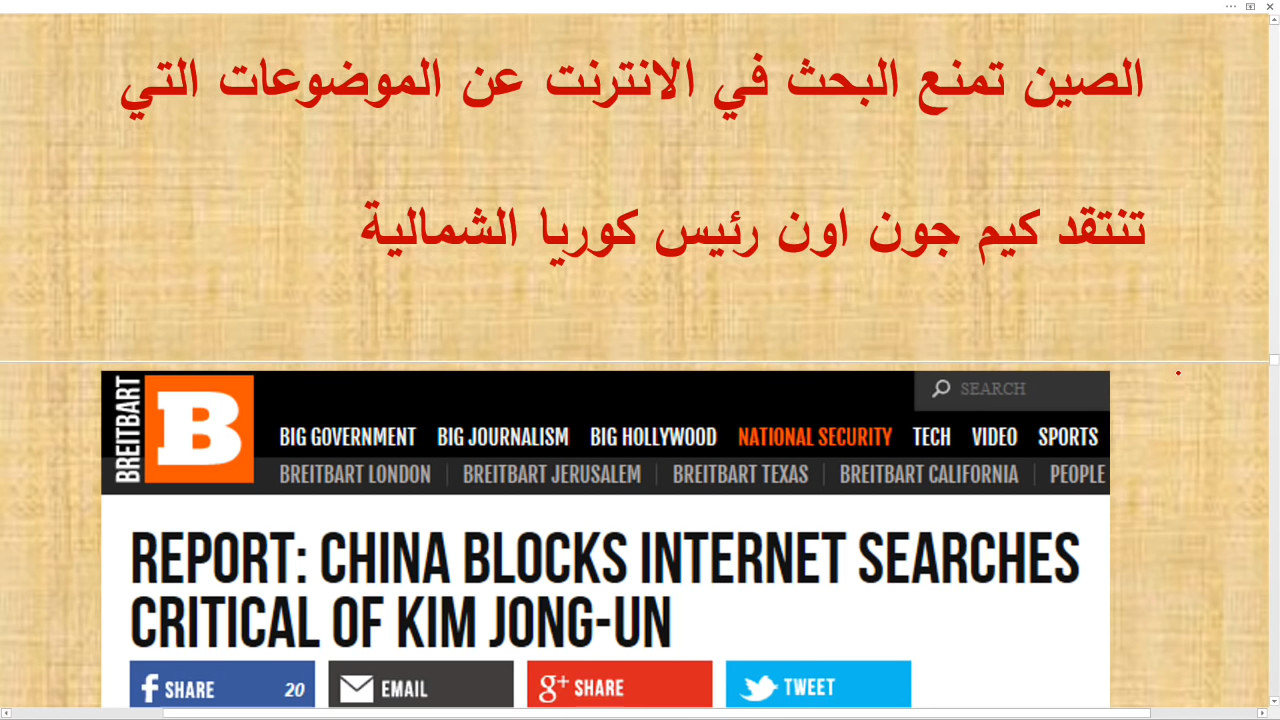 الصين تمنع البحث في الانترنت عن الموضوعات التي
تنتقد كيم جون اون رئيس كوريا الشمالية
BREITBART
B
SEARCH
BIG GOVERNMENT BIG JOURNALISM BIG HOLLYWOOD NATIONAL SECURITY TECH VIDEO SPORTS
BREITBART LONDON BREITBART JERUSALEM BREITBART TEXAS BREITBART CALIFORNIA PEOPLE
REPORT: CHINA BLOCKS INTERNET SEARCHES
CRITICAL OF KIM JONG-UN
f SHARE 20 EMAIL g+ SHARE TWEET